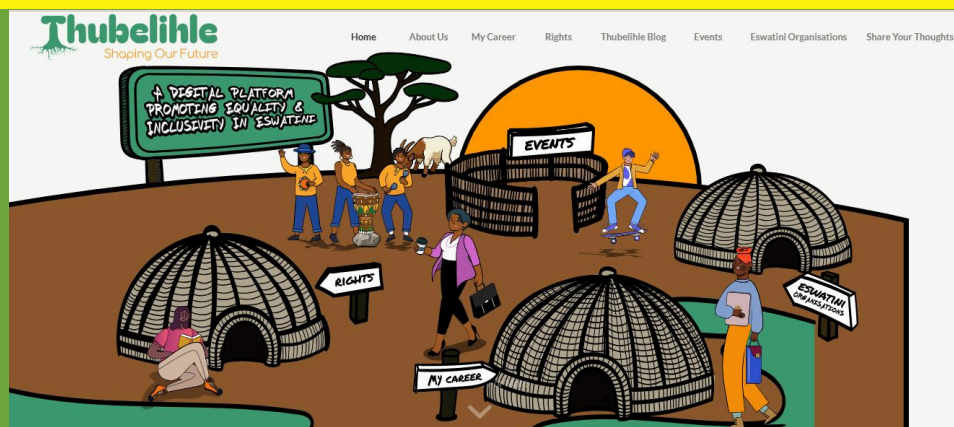 Thubelihle
Shaping Our Future
Home About Us My Career Rights Thubelihle Blog Events Eswatini Organisations Share Your Thoughts
A DIGITAL PLATFORM
PROMOTING EQUALITY &
INCLUSIVITY IN ESWATINI
EVENTS
RIGHTS
ESWATINI
ORGANISATIONS
MY CAREER